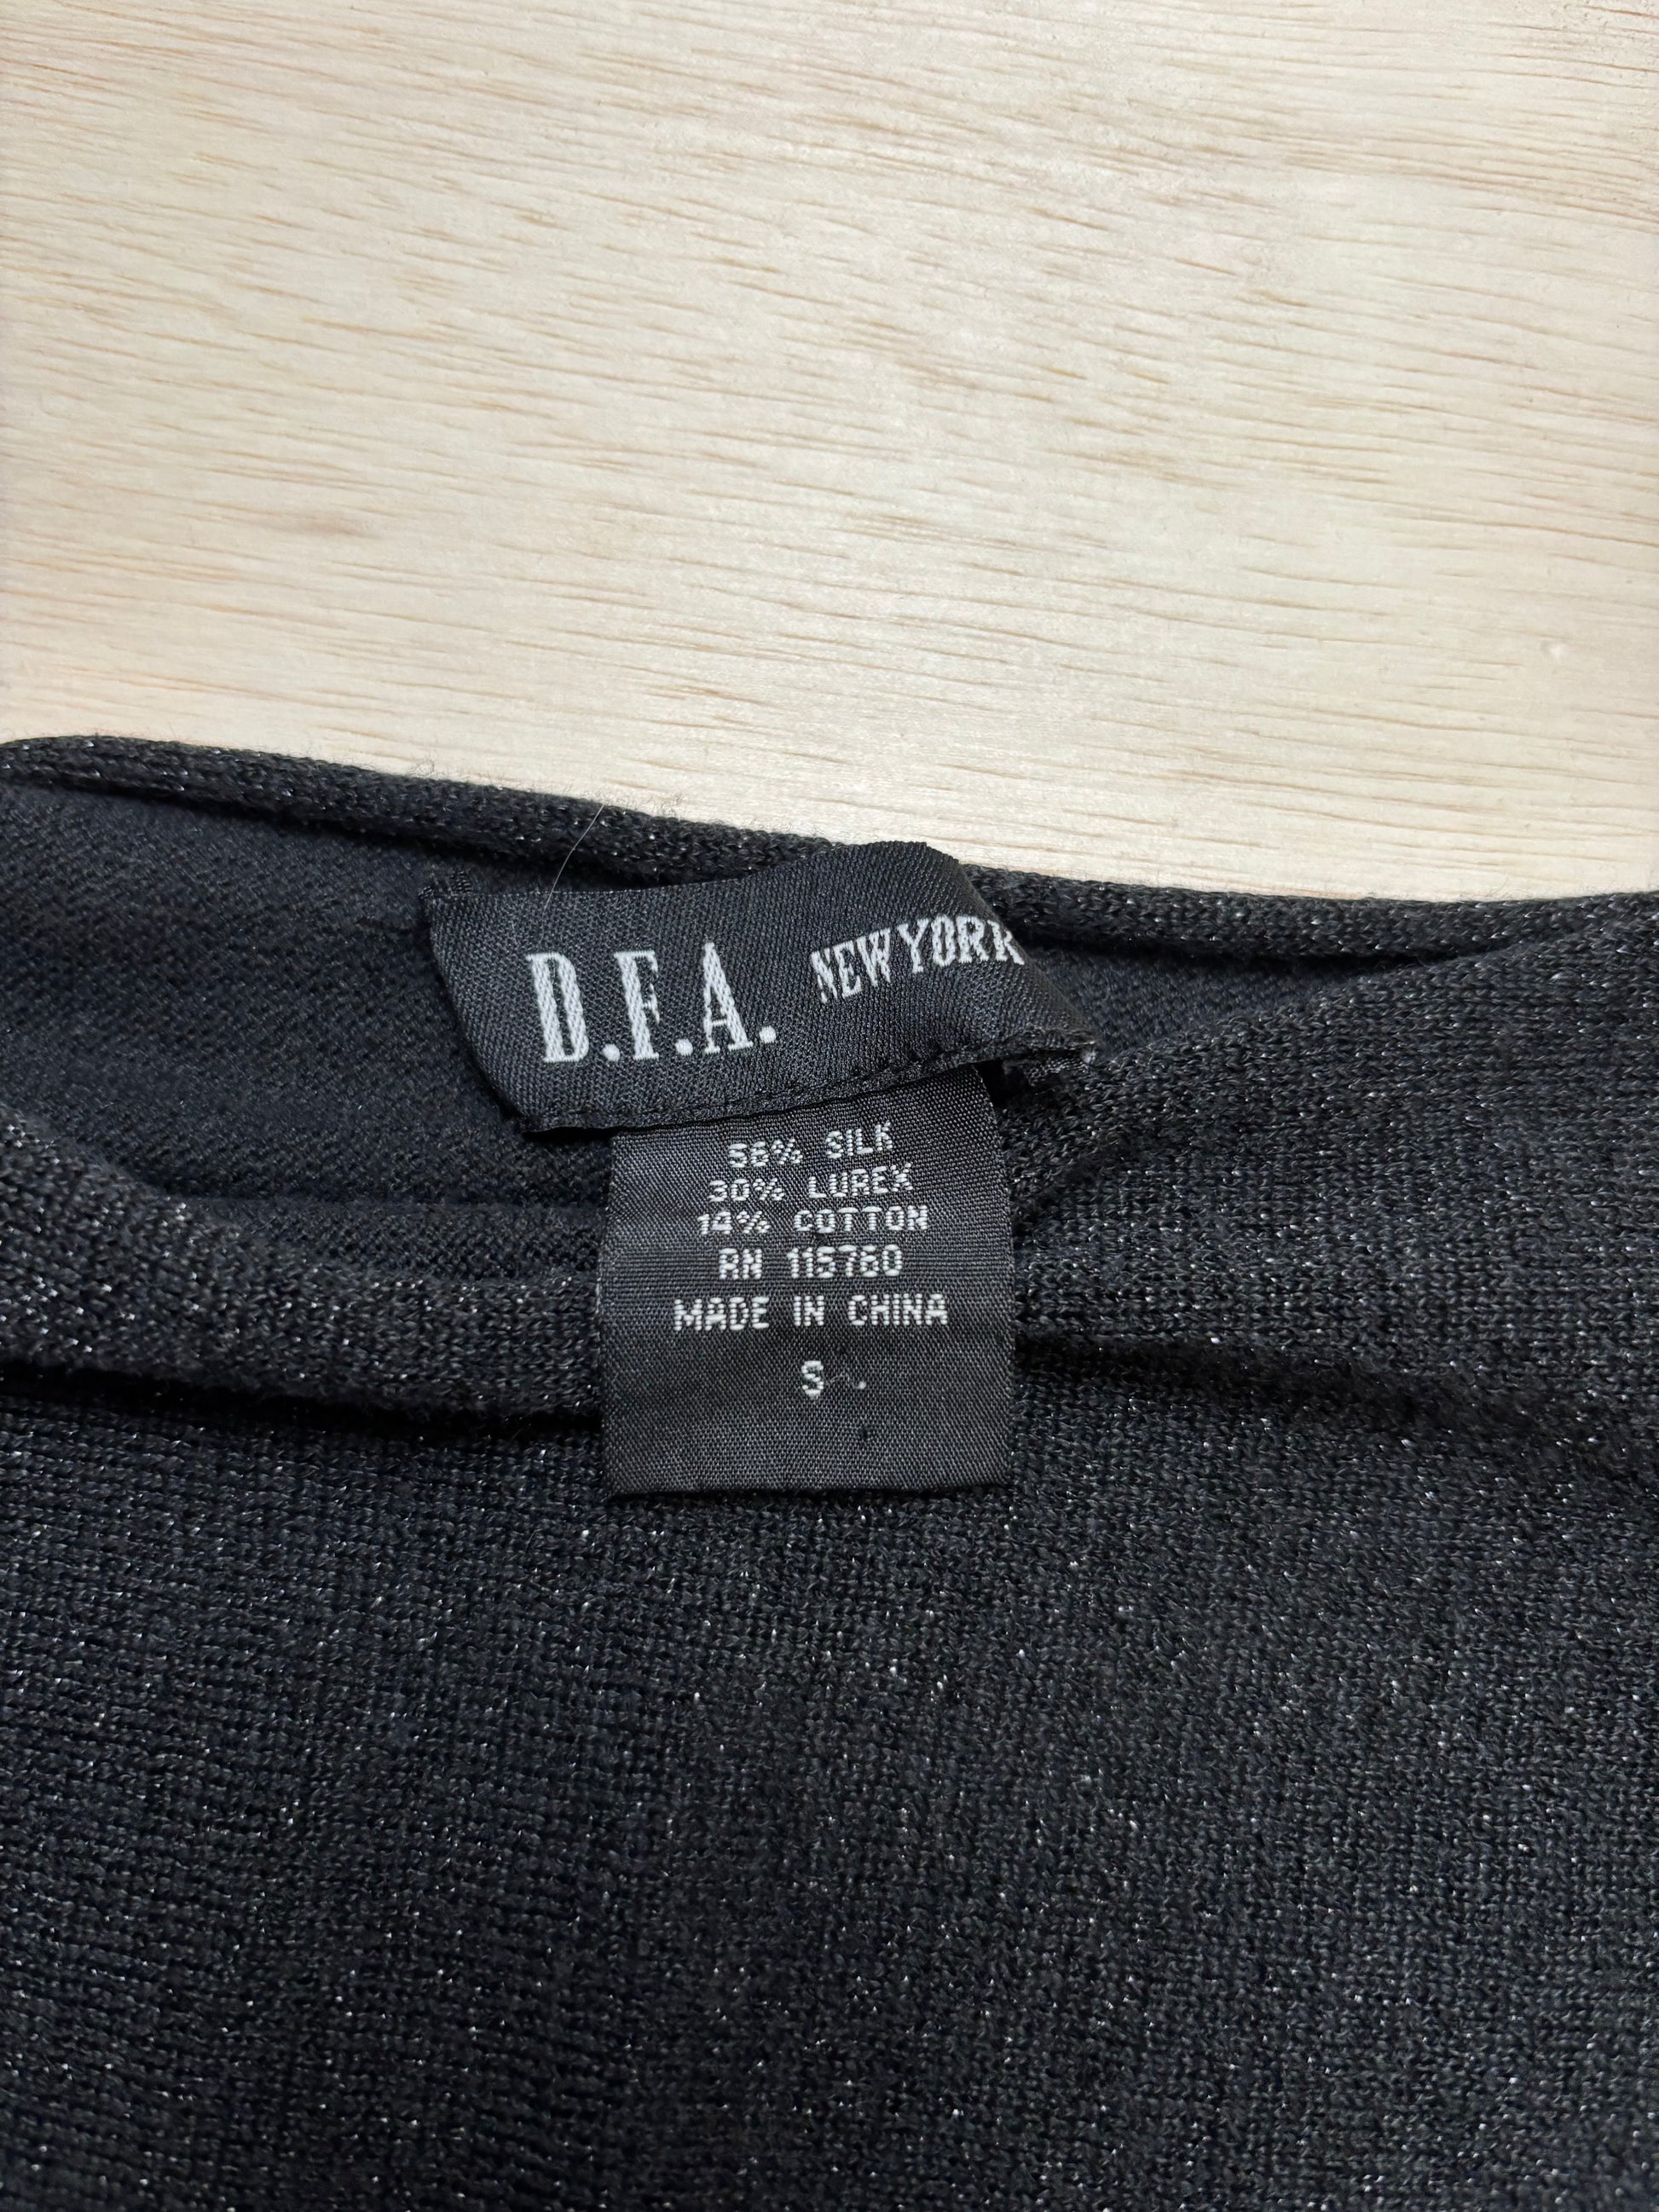 D.F.A. NEW YORK
56% SILK
30% LUREX
14% COTTON
RN 115760
MADE IN CHINA
S